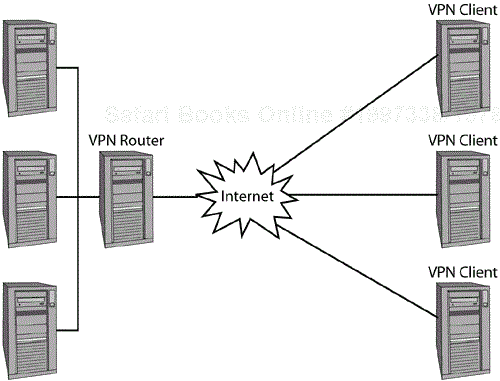 VPN Client
Safari Books Online #
VPN Router
VPN Client
Internet
VPN Client